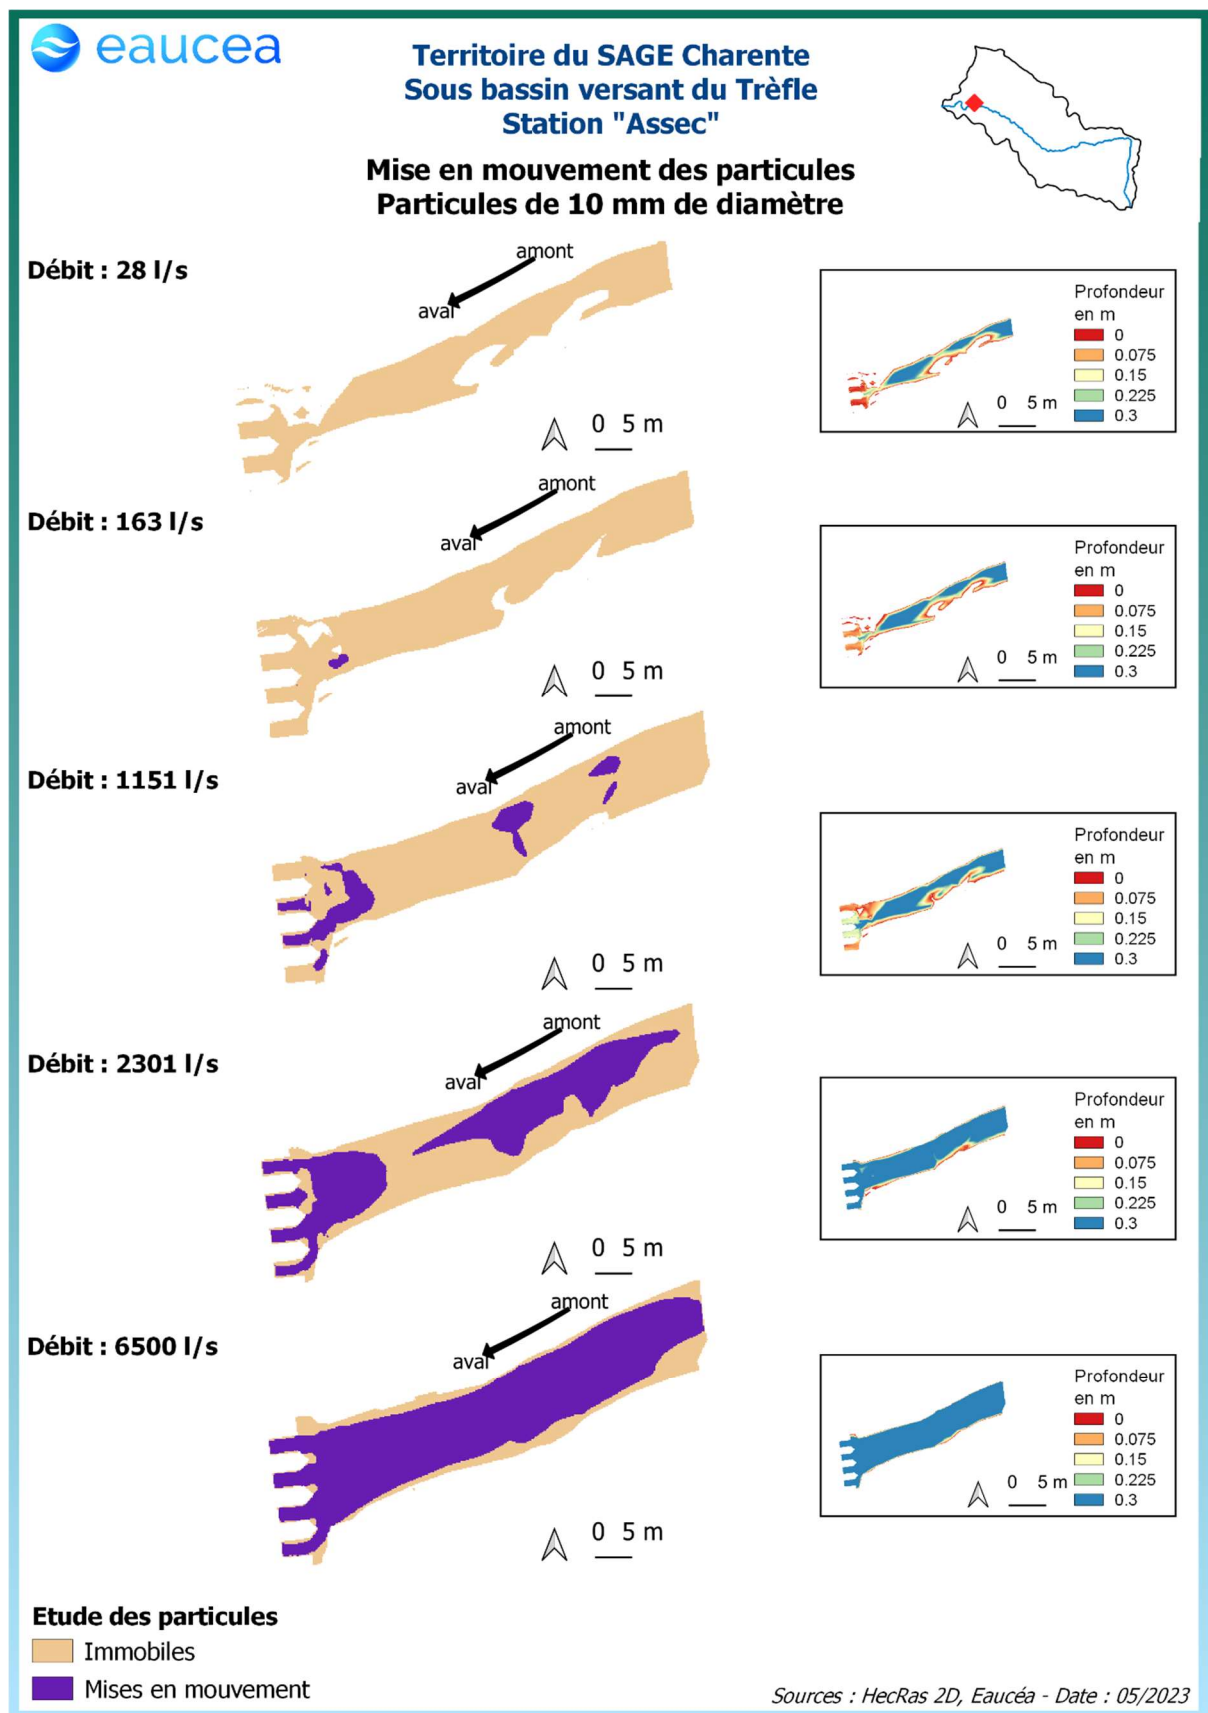 eaucea
Territoire du SAGE Charente
Sous bassin versant du Trèfle
Station "Assec"
Mise en mouvement des particules
Particules de 10 mm de diamètre
Débit : 28 l/s
amont
aval
0 5 m
Profondeur
en m
0
0.075
0.15
0.225
0.3
0 5 m
Débit : 163 l/s
amont
aval
0 5 m
Profondeur
en m
0
0.075
0.15
0.225
0.3
0 5 m
Débit : 1151 l/s
amont
aval
0 5 m
Profondeur
en m
0
0.075
0.15
0.225
0.3
0 5 m
Débit : 2301 l/s
amont
aval
0 5 m
Profondeur
en m
0
0.075
0.15
0.225
0.3
0 5 m
Débit : 6500 l/s
amont
aval
0 5 m
Profondeur
en m
0
0.075
0.15
0.225
0.3
0 5 m
Etude des particules
Immobiles
Mises en mouvement
Sources : HecRas 2D, Eaucéa - Date : 05/2023